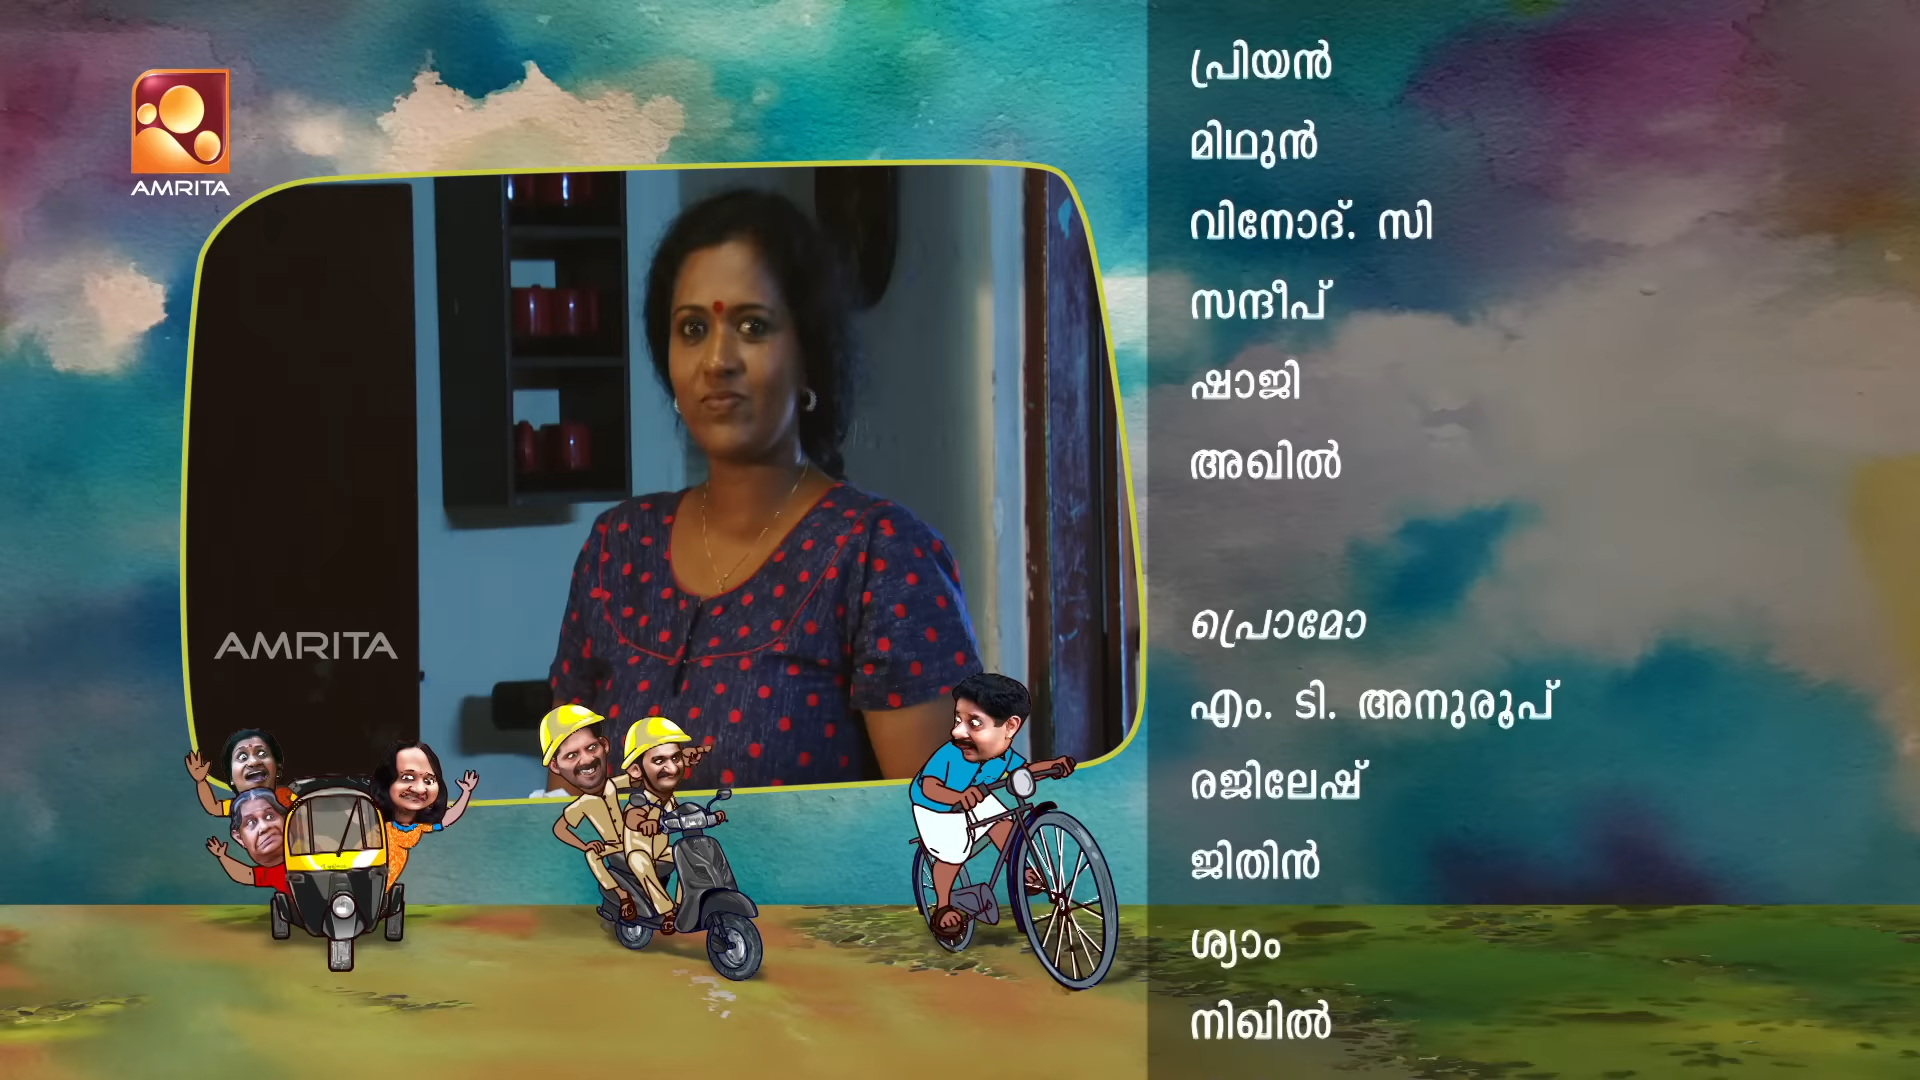 AMRITA
AMRITA
പ്രിയൻ
മിഥുൻ
വിനോദ്. സി
സന്ദീപ്
ഷാജി
അഖിൽ
പ്രൊമോ
എം. ടി. അനുരൂപ്
രജിലേഷ്
ജിതിൻ
ശ്യാം
നിഖിൽ